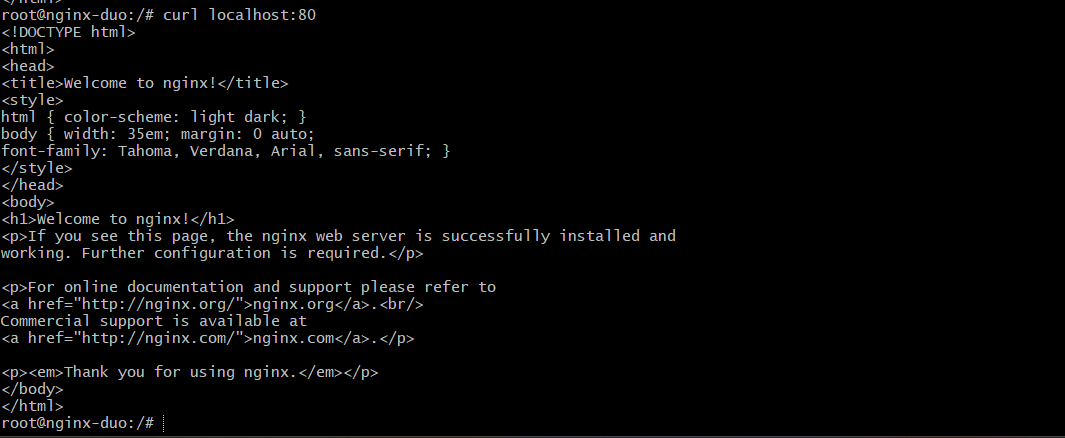 </html>
root@nginx-duo:/# curl localhost:80
<!DOCTYPE html>
<html>
<head>
<title>Welcome to nginx!</title>
<style>
html { color-scheme: light dark; }
body { width: 35em; margin: 0 auto;
font-family: Tahoma, Verdana, Arial, sans-serif; }
</style>
</head>
<body>
<h1>Welcome to nginx!</h1>
<p>If you see this page, the nginx web server is successfully installed and
working. Further configuration is required.</p>

<p>For online documentation and support please refer to
<a href="http://nginx.org/">nginx.org</a>.<br/>
Commercial support is available at
<a href="http://nginx.com/">nginx.com</a>.</p>

<p><em>Thank you for using nginx.</em></p>
</body>
</html>
root@nginx-duo:/#